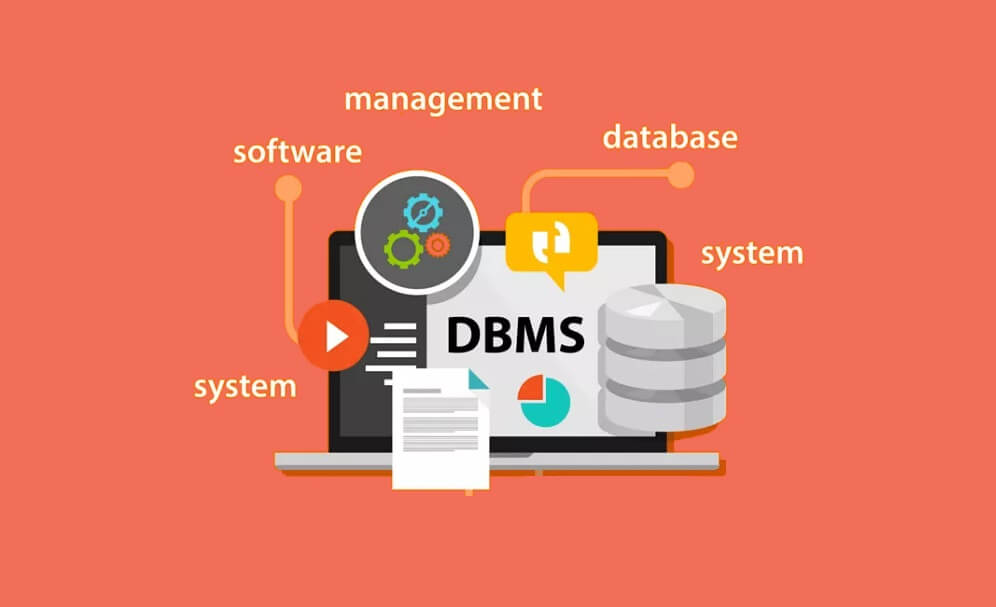 management
software
database
system
DBMS
system